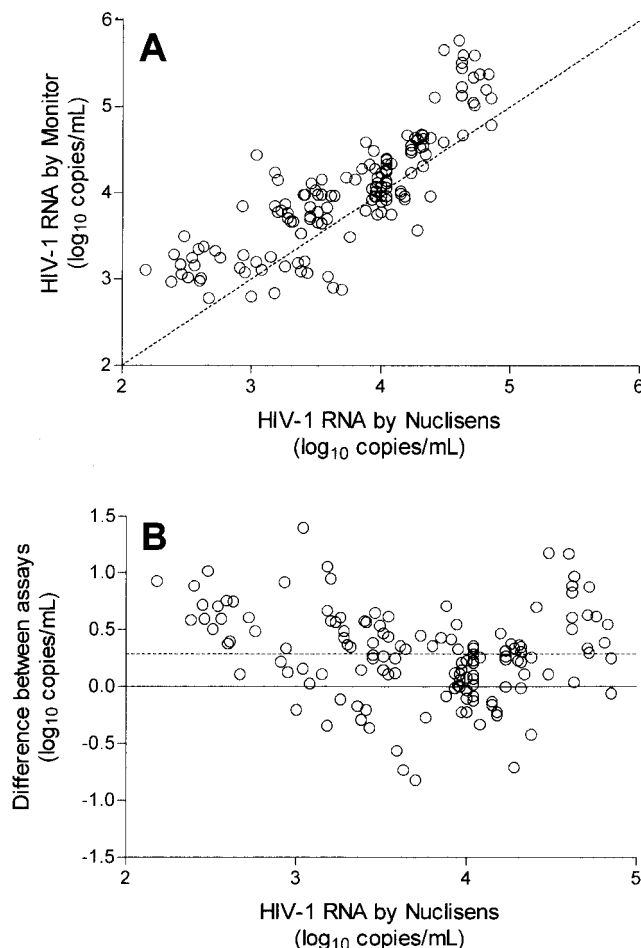 A
HIV-1 RNA by Monitor
(log10 copies/mL)
6
5
4
3
2
2 3 4 5 6
HIV-1 RNA by Nuclisens
(log10 copies/mL)
B
Difference between assays
(log10 copies/mL)
1.5
1.0
0.5
0.0
-0.5
-1.0
-1.5
2 3 4 5
HIV-1 RNA by Nuclisens
(log10 copies/mL)